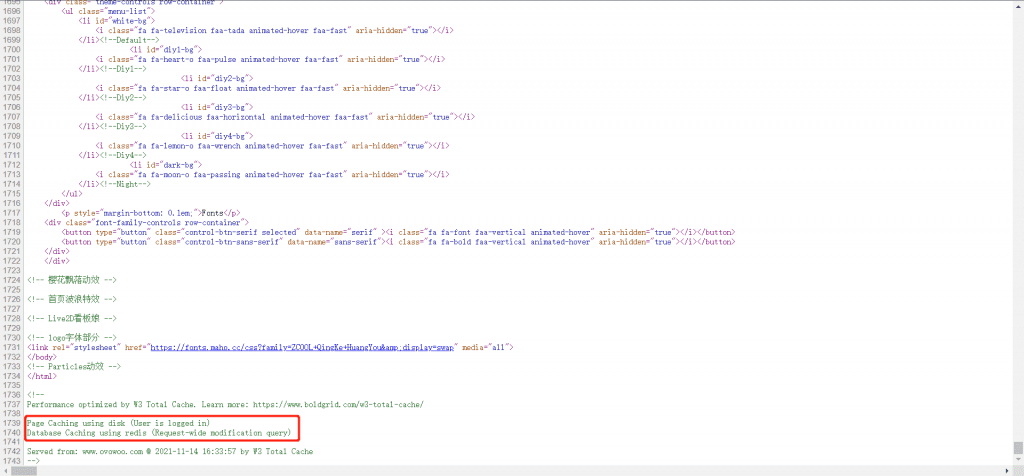 1695 <div class="theme-controls row-container">
1696 <ul class="menu-list">
1697 <li id="white-bg">
1698 <i class="fa fa-television faa-tada animated-hover faa-fast" aria-hidden="true"></i>
1699 </li><!--Default-->
1700 <li id="diy1-bg">
1701 <i class="fa fa-heart-o faa-pulse animated-hover faa-fast" aria-hidden="true"></i>
1702 </li><!--Diy1-->
1703 <li id="diy2-bg">
1704 <i class="fa fa-star-o faa-float animated-hover faa-fast" aria-hidden="true"></i>
1705 </li><!--Diy2-->
1706 <li id="diy3-bg">
1707 <i class="fa fa-delicious faa-horizontal animated-hover faa-fast" aria-hidden="true"></i>
1708 </li><!--Diy3-->
1709 <li id="diy4-bg">
1710 <i class="fa fa-lemon-o faa-wrench animated-hover faa-fast" aria-hidden="true"></i>
1711 </li><!--Diy4-->
1712 <li id="dark-bg">
1713 <i class="fa fa-moon-o faa-passing animated-hover faa-fast" aria-hidden="true"></i>
1714 </li><!--Night-->
1715 </ul>
1716 </div>
1717 <p style="margin-bottom: 0.1em;">Fonts</p>
1718 <div class="font-family-controls row-container">
1719 <button type="button" class="control-btn-serif selected" data-name="serif" ><i class="fa fa-font faa-vertical animated-hover" aria-hidden="true"></i></button>
1720 <button type="button" class="control-btn-sans-serif" data-name="sans-serif"><i class="fa fa-bold faa-vertical animated-hover" aria-hidden="true"></i></button>
1721 </div>
1722 </div>
1723
1724 <!-- 樱花飘落动效 -->
1725
1726 <!-- 首页波浪特效 -->
1727
1728 <!-- Live2D看板娘 -->
1729
1730 <!-- logo字体部分 -->
1731 <link rel="stylesheet" href="https://fonts.maho.cc/css?family=ZCOOL+QingKe+HuangYou&amp;display=swap" media="all">
1732 </body>
1733 <!-- Particles动效 -->
1734 </html>
1735
1736 <!--
1737 Performance optimized by W3 Total Cache. Learn more: https://www.boldgrid.com/w3-total-cache/
1738
1739 Page Caching using disk (User is logged in)
1740 Database Caching using redis (Request-wide modification query)
1741
1742 Served from: www.ovowoo.com @ 2021-11-14 16:33:57 by W3 Total Cache
1743 -->